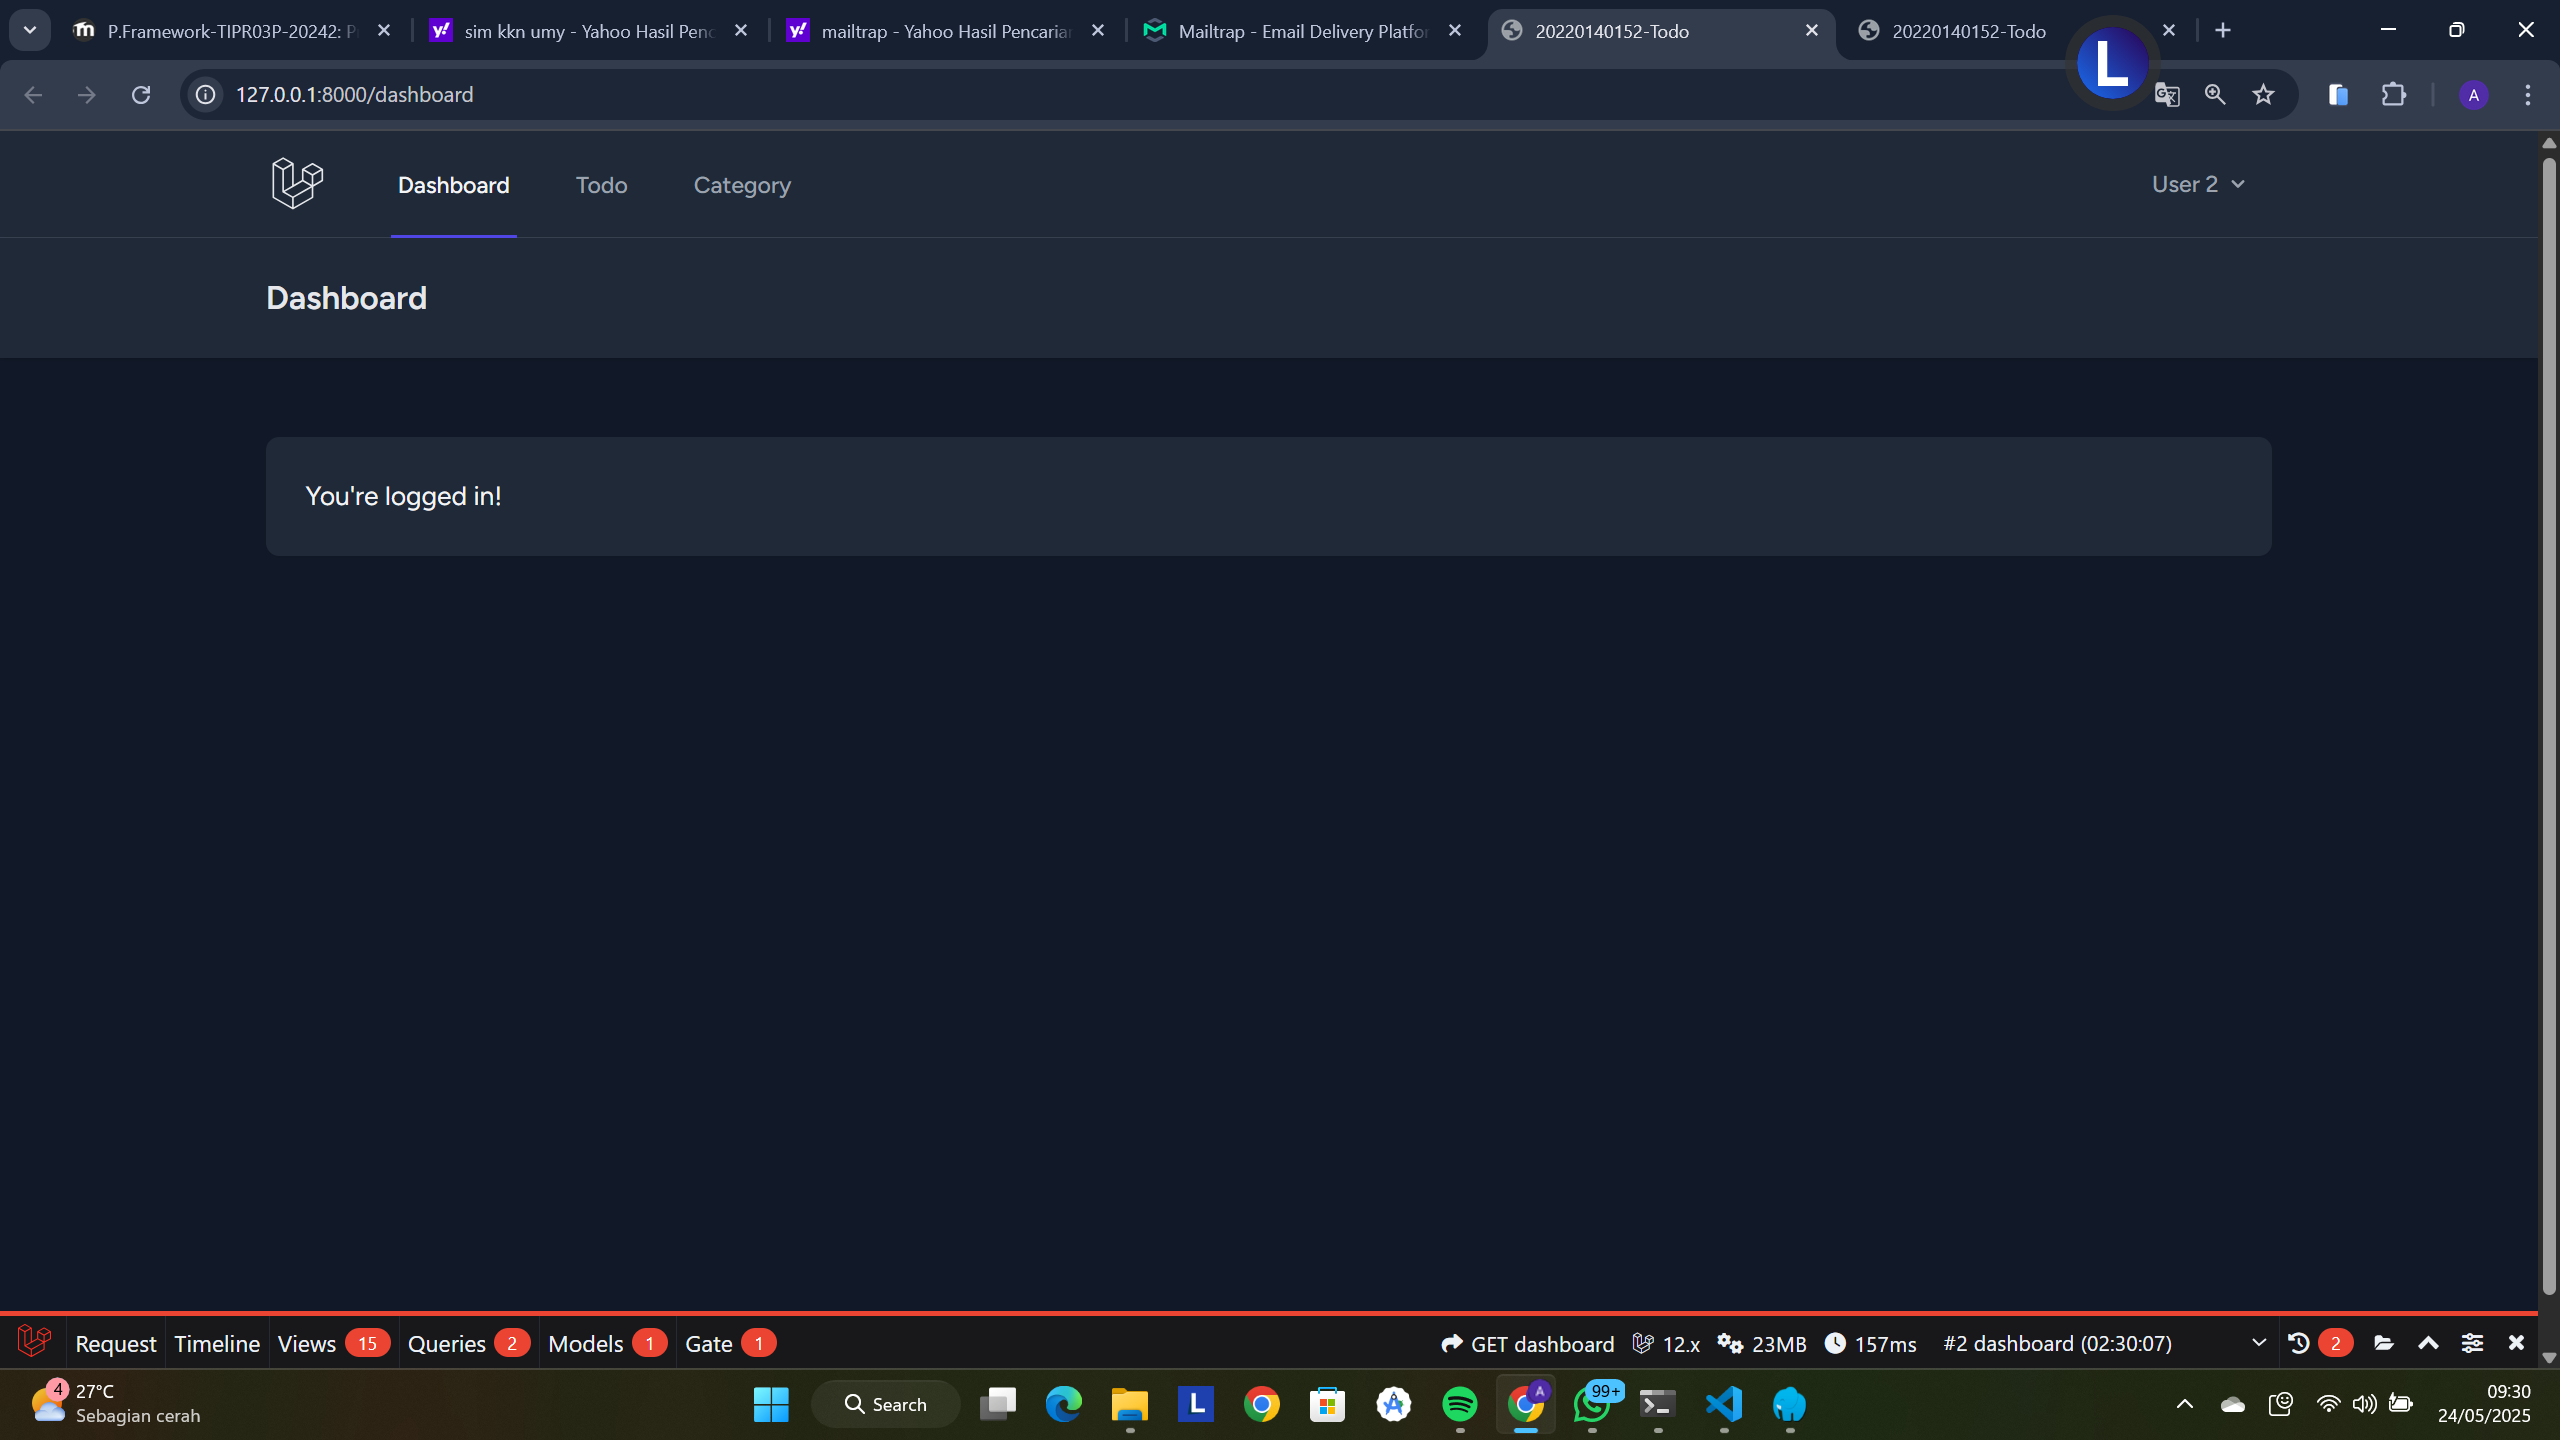 P.Framework-TIPR03P-20242: P
sim kkn umy - Yahoo Hasil Penc
mailtrap - Yahoo Hasil Pencarian
Mailtrap - Email Delivery Platfor
20220140152-Todo
20220140152-Todo
L
127.0.0.1:8000/dashboard
A
Dashboard
Todo
Category
User 2
Dashboard
You're logged in!
Request
Timeline
Views 15
Queries 2
Models 1
Gate 1
GET dashboard
12.x
23MB
157ms
#2 dashboard (02:30:07)
2
4
27°C
Sebagian cerah
Search
L
A
99+
09:30
24/05/2025